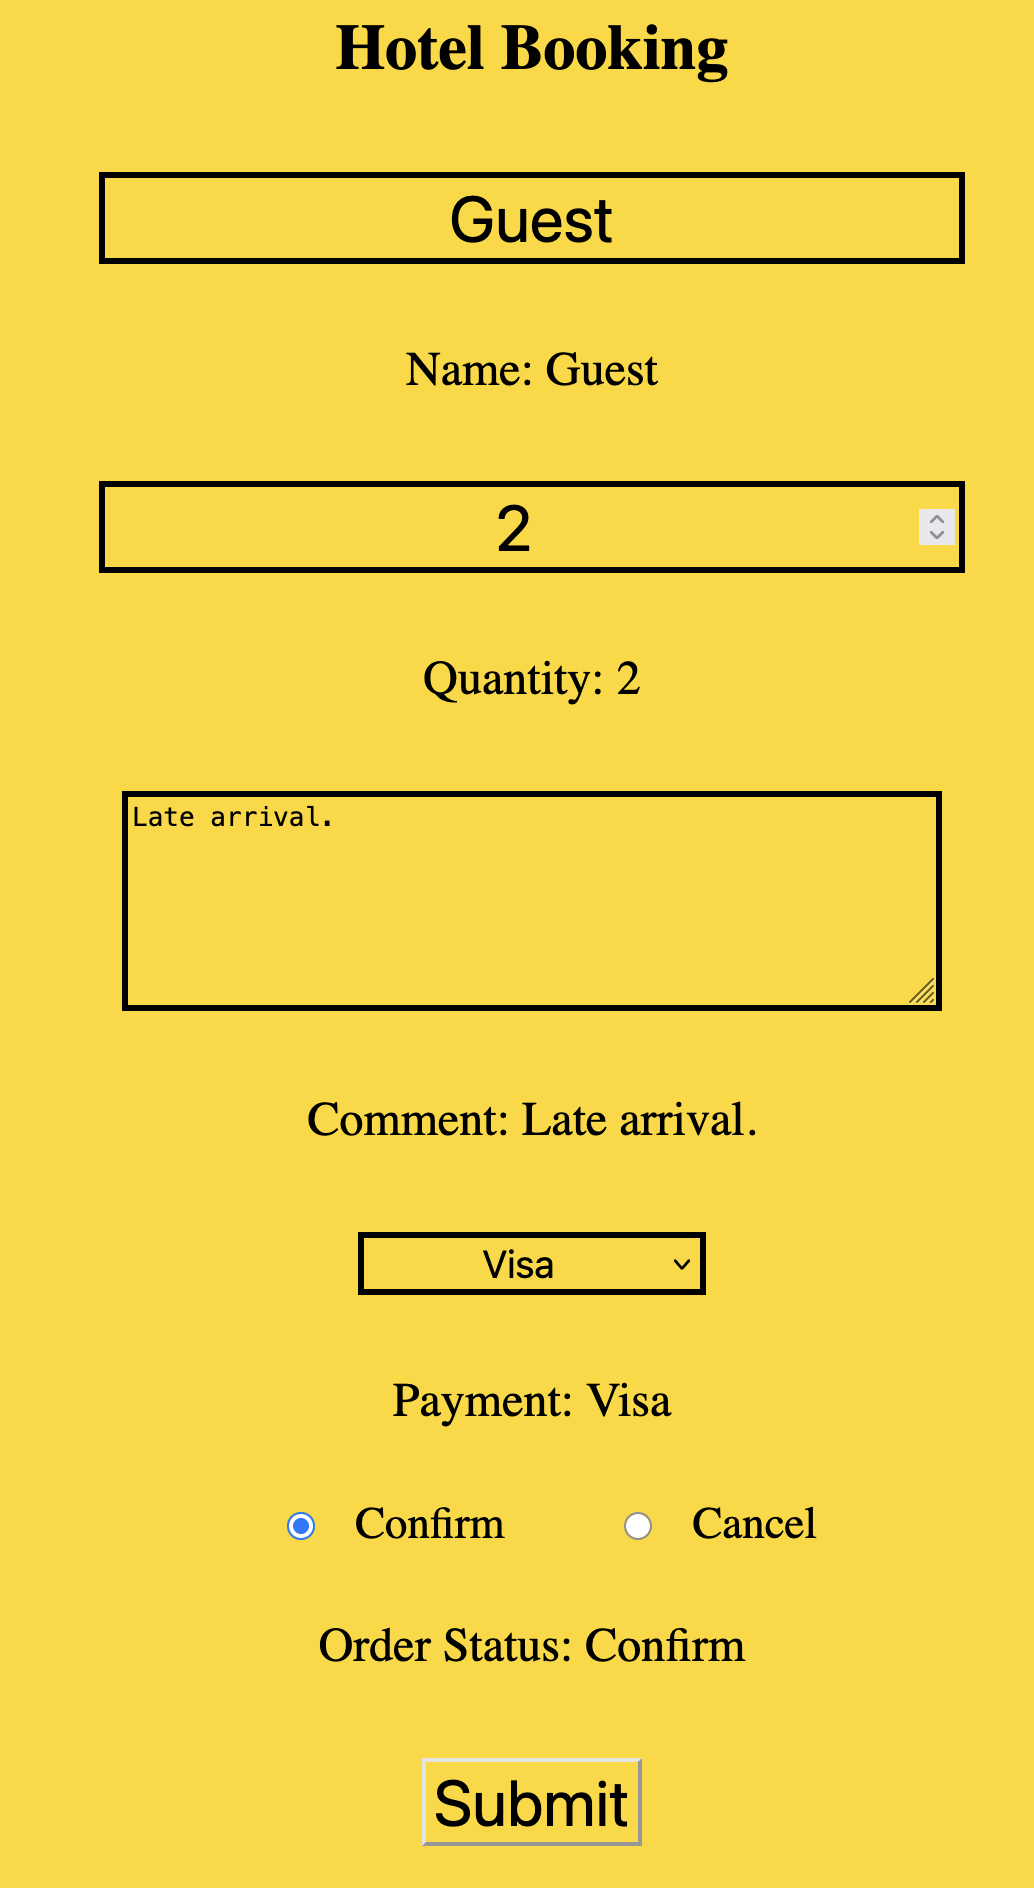 Hotel Booking
Guest
Name: Guest
2
Quantity: 2
Late arrival.
Comment: Late arrival.
Visa
Payment: Visa
Confirm Cancel
Order Status: Confirm
Submit